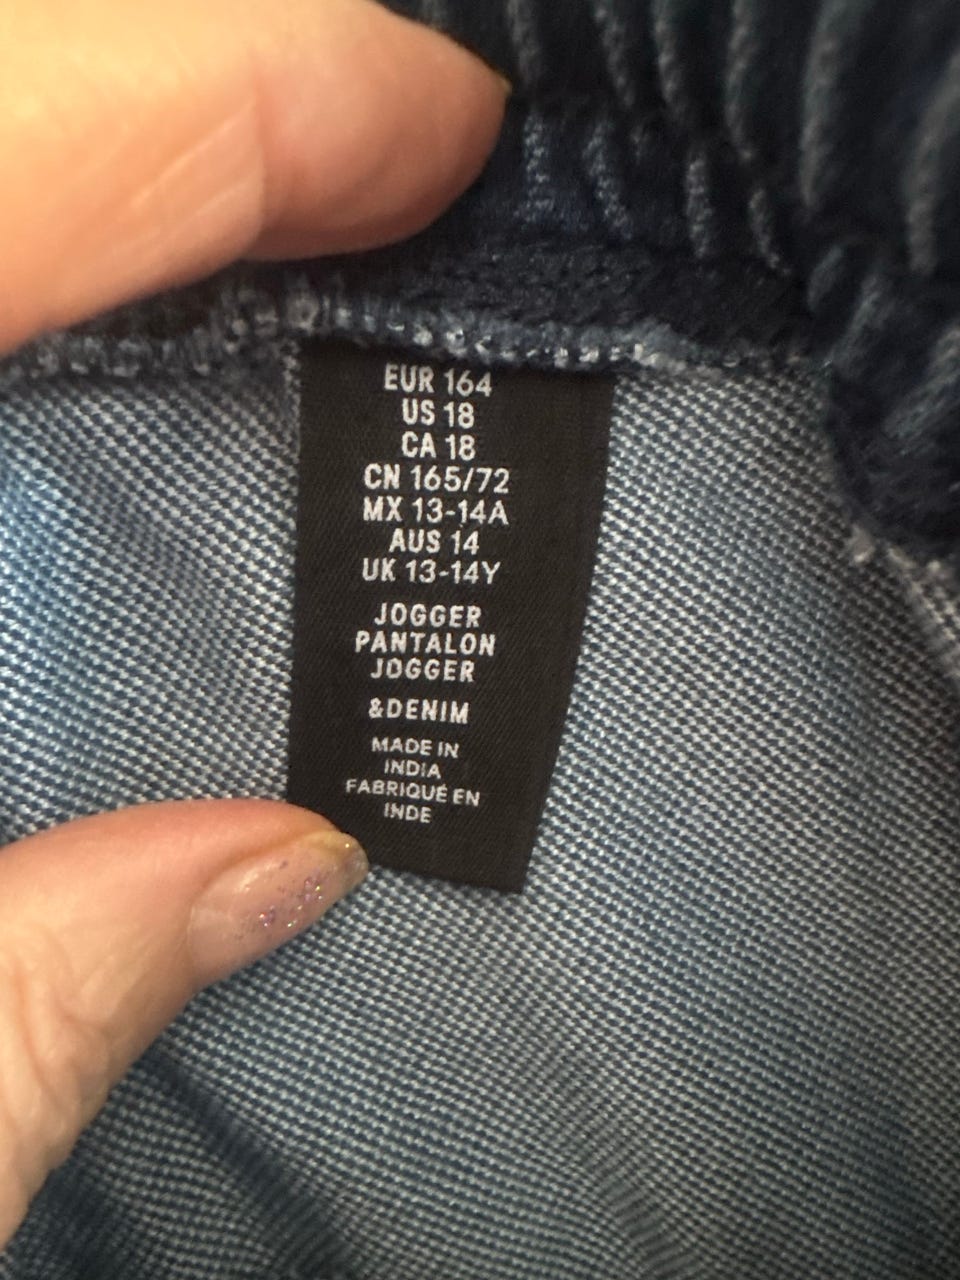 EUR 164
US 18
CA 18
CN 165/72
MX 13-14A
AUS 14
UK 13-14Y
JOGGER
PANTALON
JOGGER
&DENIM
MADE IN
INDIA
FABRIQUÉ EN
INDE